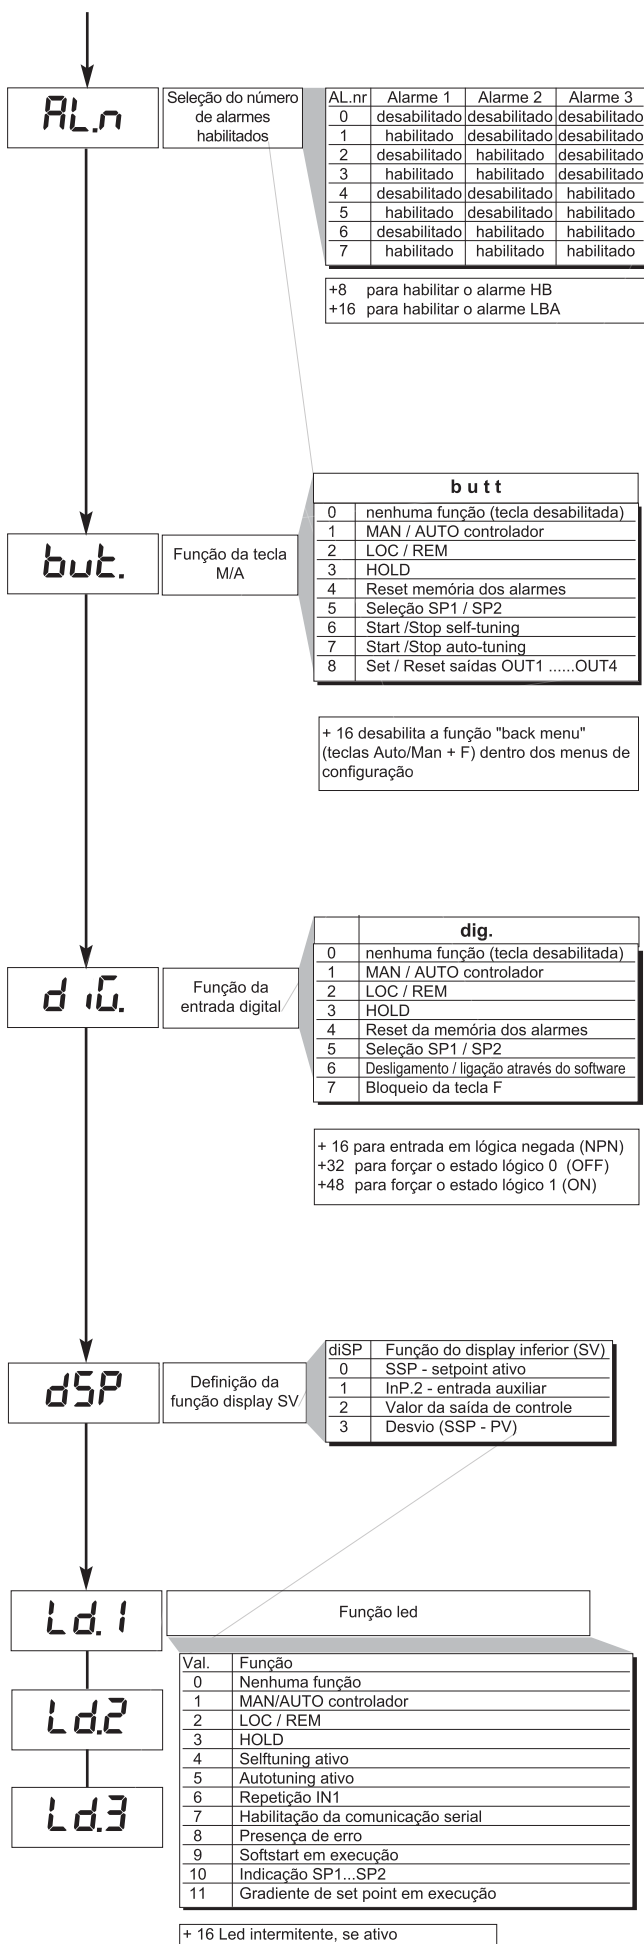 AL.n
Seleção do número
de alarmes
habilitados
AL.nr Alarme 1 Alarme 2 Alarme 3
0 desabilitado desabilitado desabilitado
1 habilitado desabilitado desabilitado
2 desabilitado habilitado desabilitado
3 habilitado habilitado desabilitado
4 desabilitado desabilitado habilitado
5 habilitado desabilitado habilitado
6 desabilitado habilitado habilitado
7 habilitado habilitado habilitado
+8 para habilitar o alarme HB
+16 para habilitar o alarme LBA
but.
Função da tecla
M/A
b u t t
0 nenhuma função (tecla desabilitada)
1 MAN / AUTO controlador
2 LOC / REM
3 HOLD
4 Reset memória dos alarmes
5 Seleção SP1 / SP2
6 Start /Stop self-tuning
7 Start /Stop auto-tuning
8 Set / Reset saídas OUT1 ......OUT4
+ 16 desabilita a função "back menu"
(teclas Auto/Man + F) dentro dos menus de
configuração
diG.
Função da
entrada digital
dig.
0 nenhuma função (tecla desabilitada)
1 MAN / AUTO controlador
2 LOC / REM
3 HOLD
4 Reset da memória dos alarmes
5 Seleção SP1 / SP2
6 Desligamento / ligação através do software
7 Bloqueio da tecla F
+ 16 para entrada em lógica negada (NPN)
+32 para forçar o estado lógico 0 (OFF)
+48 para forçar o estado lógico 1 (ON)
dSP
Definição da
função display SV
diSP Função do display inferior (SV)
0 SSP - setpoint ativo
1 InP.2 - entrada auxiliar
2 Valor da saída de controle
3 Desvio (SSP - PV)
Ld.1
Função led
Ld.2
Ld.3
Val. Função
0 Nenhuma função
1 MAN/AUTO controlador
2 LOC / REM
3 HOLD
4 Selftuning ativo
5 Autotuning ativo
6 Repetição IN1
7 Habilitação da comunicação serial
8 Presença de erro
9 Softstart em execução
10 Indicação SP1...SP2
11 Gradiente de set point em execução
+ 16 Led intermitente, se ativo